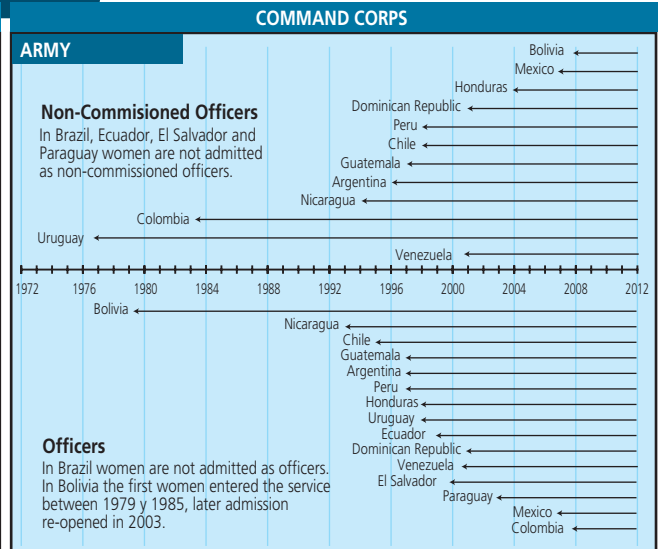 COMMAND CORPS
ARMY
Bolivia
Mexico
Honduras
Non-Commisioned Officers
In Brazil, Ecuador, El Salvador and
Paraguay women are not admitted
as non-commissioned officers.
Dominican Republic
Peru
Chile
Guatemala
Argentina
Nicaragua
Colombia
Uruguay
Venezuela
1972 1976 1980 1984 1988 1992 1996 2000 2004 2008 2012
Bolivia
Nicaragua
Chile
Guatemala
Argentina
Peru
Honduras
Uruguay
Ecuador
Dominican Republic
Venezuela
El Salvador
Paraguay
Mexico
Colombia
Officers
In Brazil women are not admitted as officers.
In Bolivia the first women entered the service
between 1979 y 1985, later admission
re-opened in 2003.